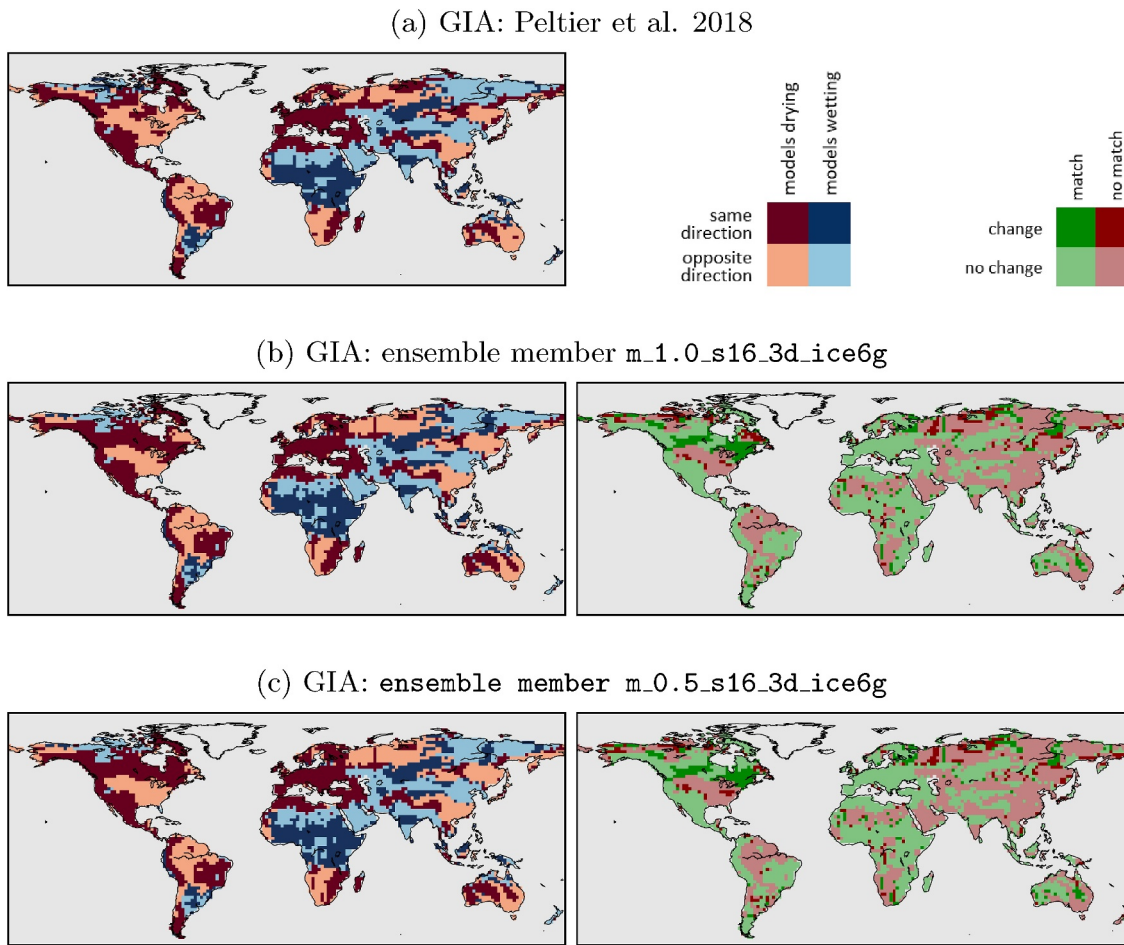 (a) GIA: Peltier et al. 2018
models drying
models wetting
same
direction
opposite
direction
match
no match
change
no change
(b) GIA: ensemble member m_1.0_s16_3d_ice6g
(c) GIA: ensemble member m_0.5_s16_3d_ice6g